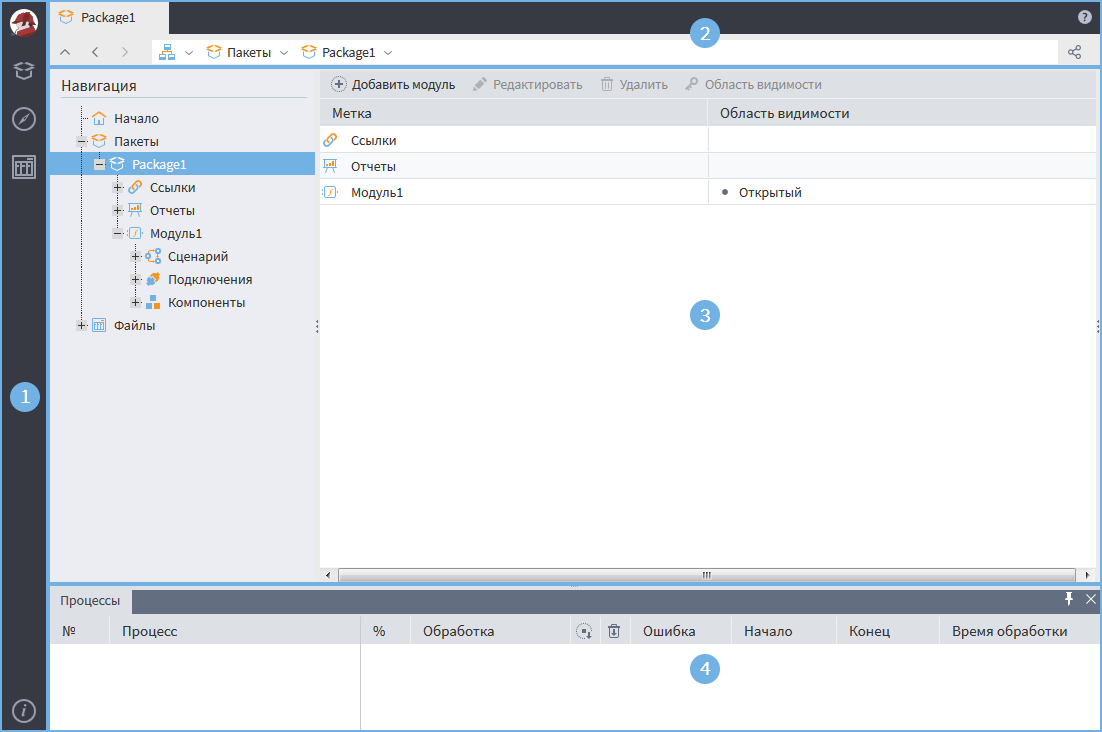 Package1
?
2
Пакеты Package1
Навигация
Начало
Пакеты
Package1
Ссылки
Отчеты
Модуль1
Сценарий
Подключения
Компоненты
Файлы
1
Добавить модуль Редактировать Удалить Область видимости
Метка Область видимости
Ссылки
Отчеты
Модуль1 Открытый
3
Процессы
№ Процесс % Обработка Ошибка Начало Конец Время обработки
4
i